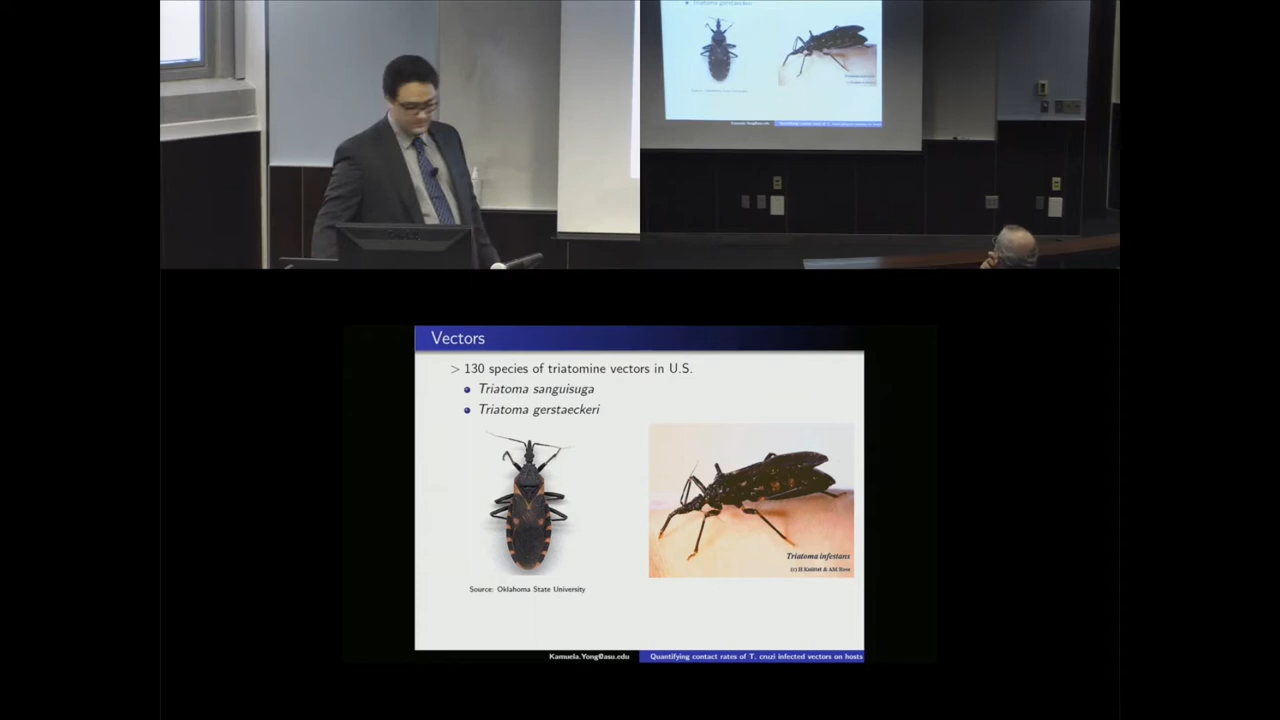 Vectors
> 130 species of triatomine vectors in U.S.
Triatoma sanguisuga
Triatoma gerstaeckeri
Triatoma infestans
Source: Oklahoma State University
Kamuela.Yong@asu.edu
Quantifying contact rates of T. cruzi infected vectors on hosts